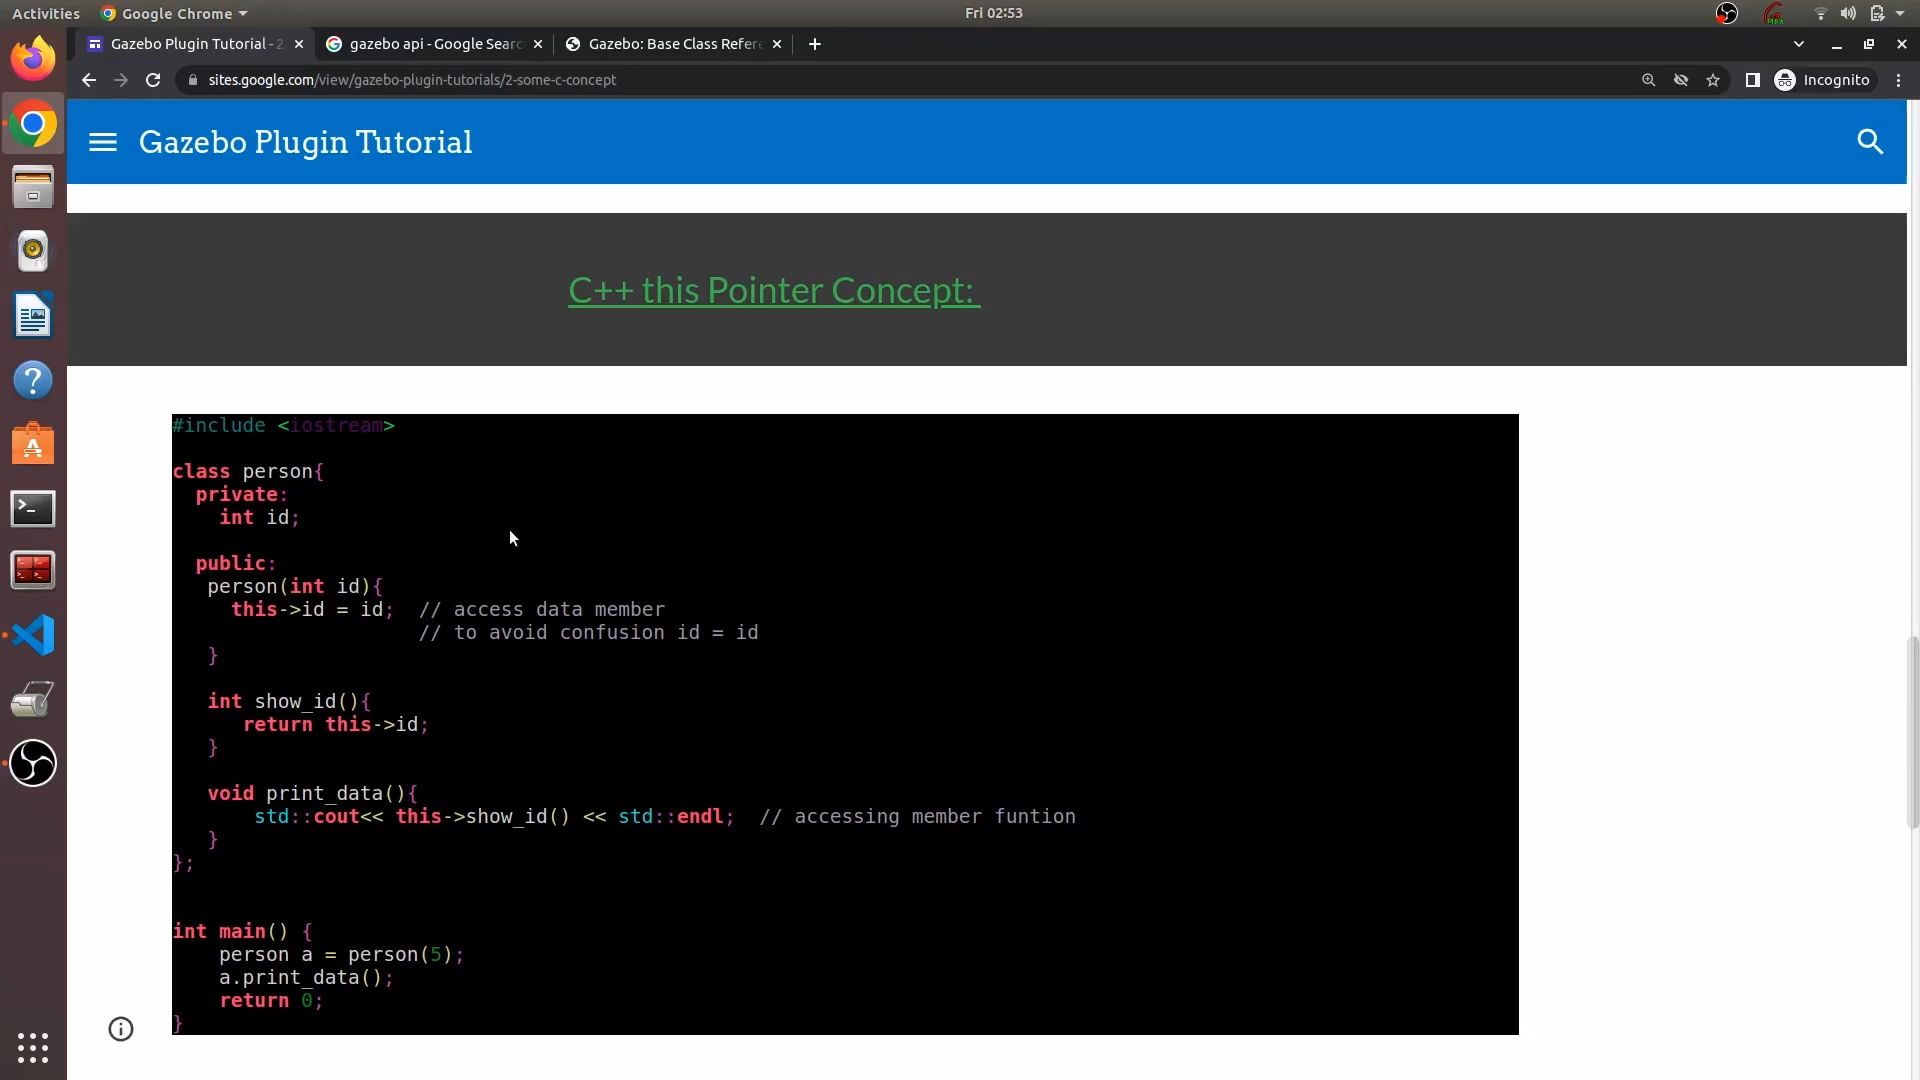 Activities Google Chrome Fri 02:53
Gazebo Plugin Tutorial - 2 gazebo api - Google Searc Gazebo: Base Class Refere
sites.google.com/view/gazebo-plugin-tutorials/2-some-c-concept Incognito
Gazebo Plugin Tutorial
C++ this Pointer Concept:
#include <iostream>
class person{
private:
int id;
public:
person(int id){
this->id = id; // access data member
// to avoid confusion id = id
}
int show_id(){
return this->id;
}
void print_data(){
std::cout<< this->show_id() << std::endl; // accessing member funtion
}
};
int main() {
person a = person(5);
a.print_data();
return 0;
}